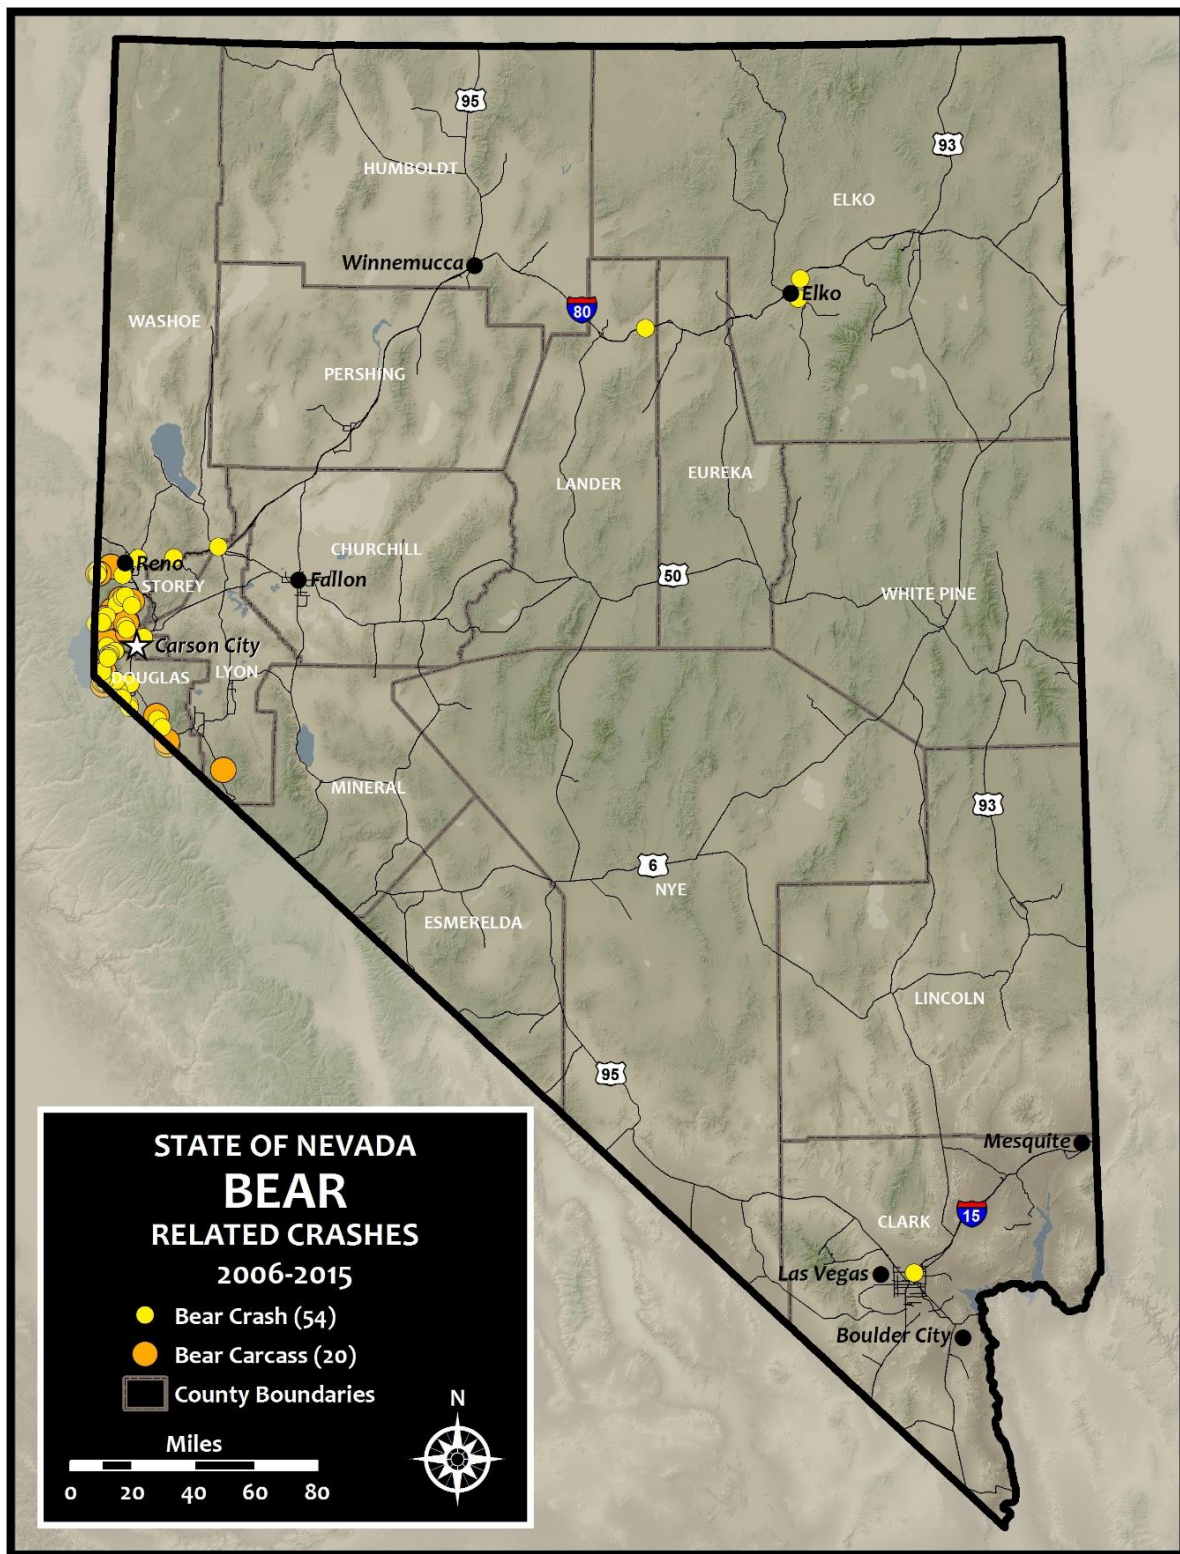 95
93
HUMBOLDT
ELKO
Winnemucca
Elko
80
WASHOE
PERSHING
LANDER
EUREKA
CHURCHILL
Reno
STOREY
Fallon
50
WHITE PINE
Carson City
DOUGLAS
LYON
MINERAL
93
6
NYE
ESMERELDA
LINCOLN
95
Mesquite
CLARK
15
Las Vegas
Boulder City
STATE OF NEVADA
BEAR
RELATED CRASHES
2006-2015
Bear Crash (54)
Bear Carcass (20)
County Boundaries
N
Miles
0 20 40 60 80